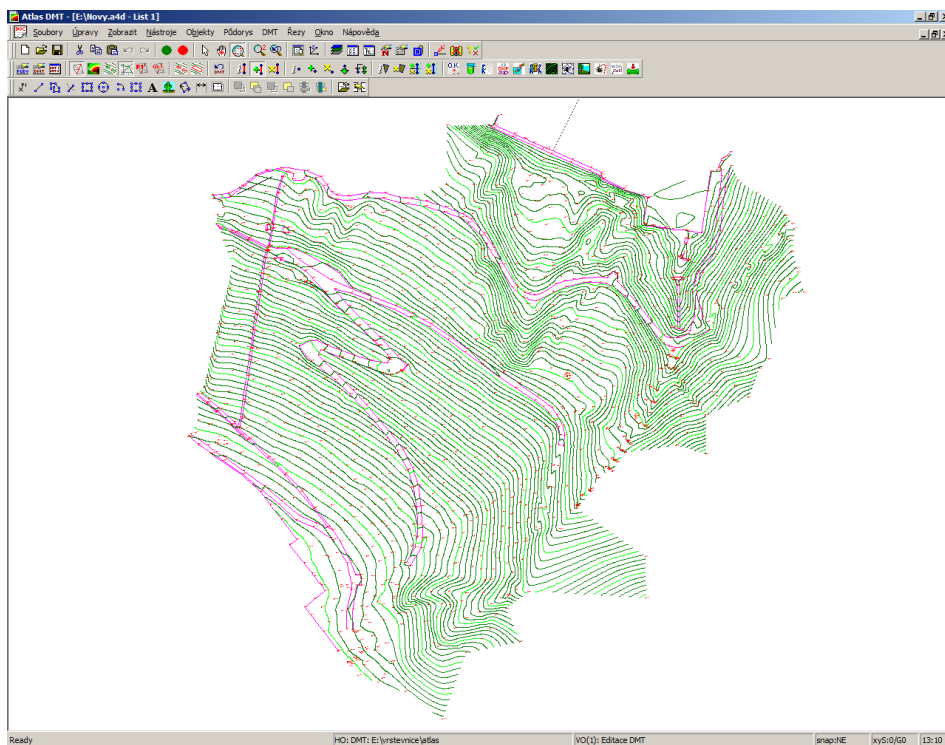 Atlas DMT - [E:\Novy.a4d - List 1]
Soubory Úpravy Zobrazit Nástroje Objekty Půdorys DMT Řezy Okno Nápověda
Ready HO: DMT: E:\vrstevnice\atlas VO(1): Editace DMT snap:NE xyS:0/G0 13:10